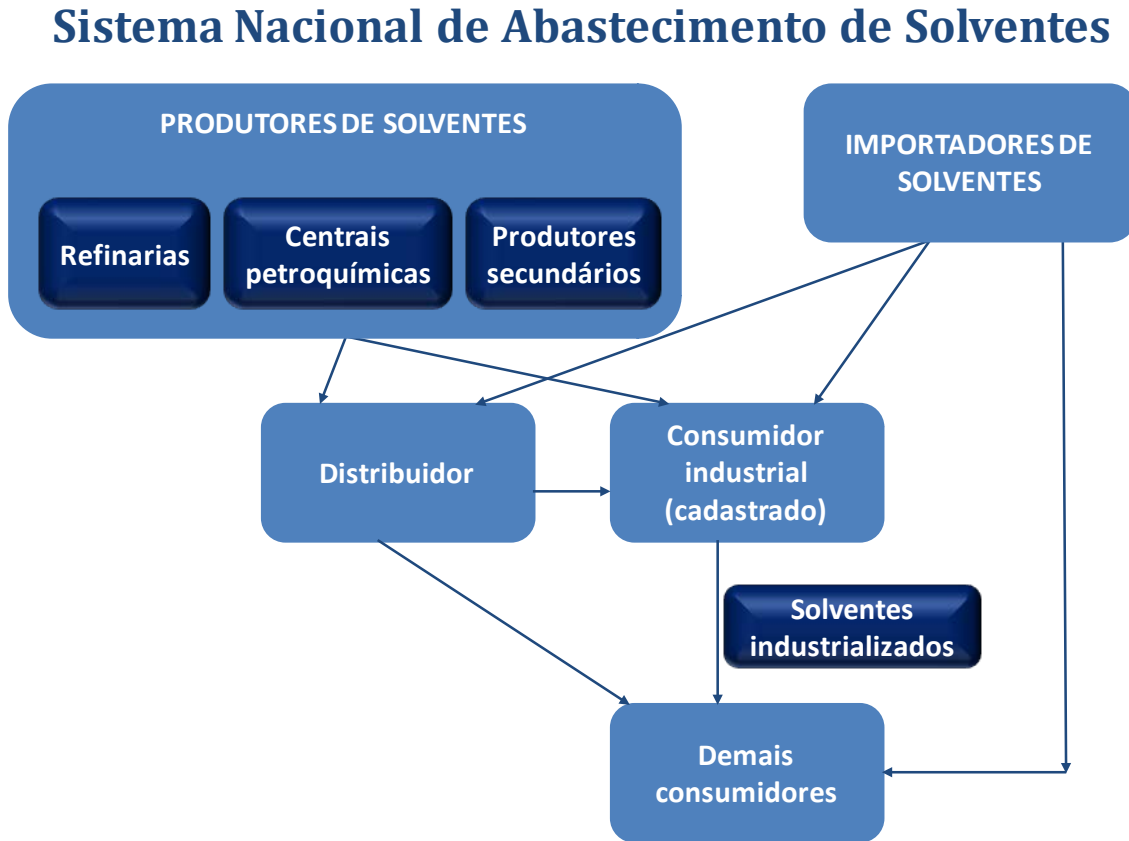 Sistema Nacional de Abastecimento de Solventes
PRODUTORES DE SOLVENTES
Refinarias
Centrais
petroquímicas
Produtores
secundários
IMPORTADORES DE
SOLVENTES
Distribuidor
Consumidor
industrial
(cadastrado)
Solventes
industrializados
Demais
consumidores